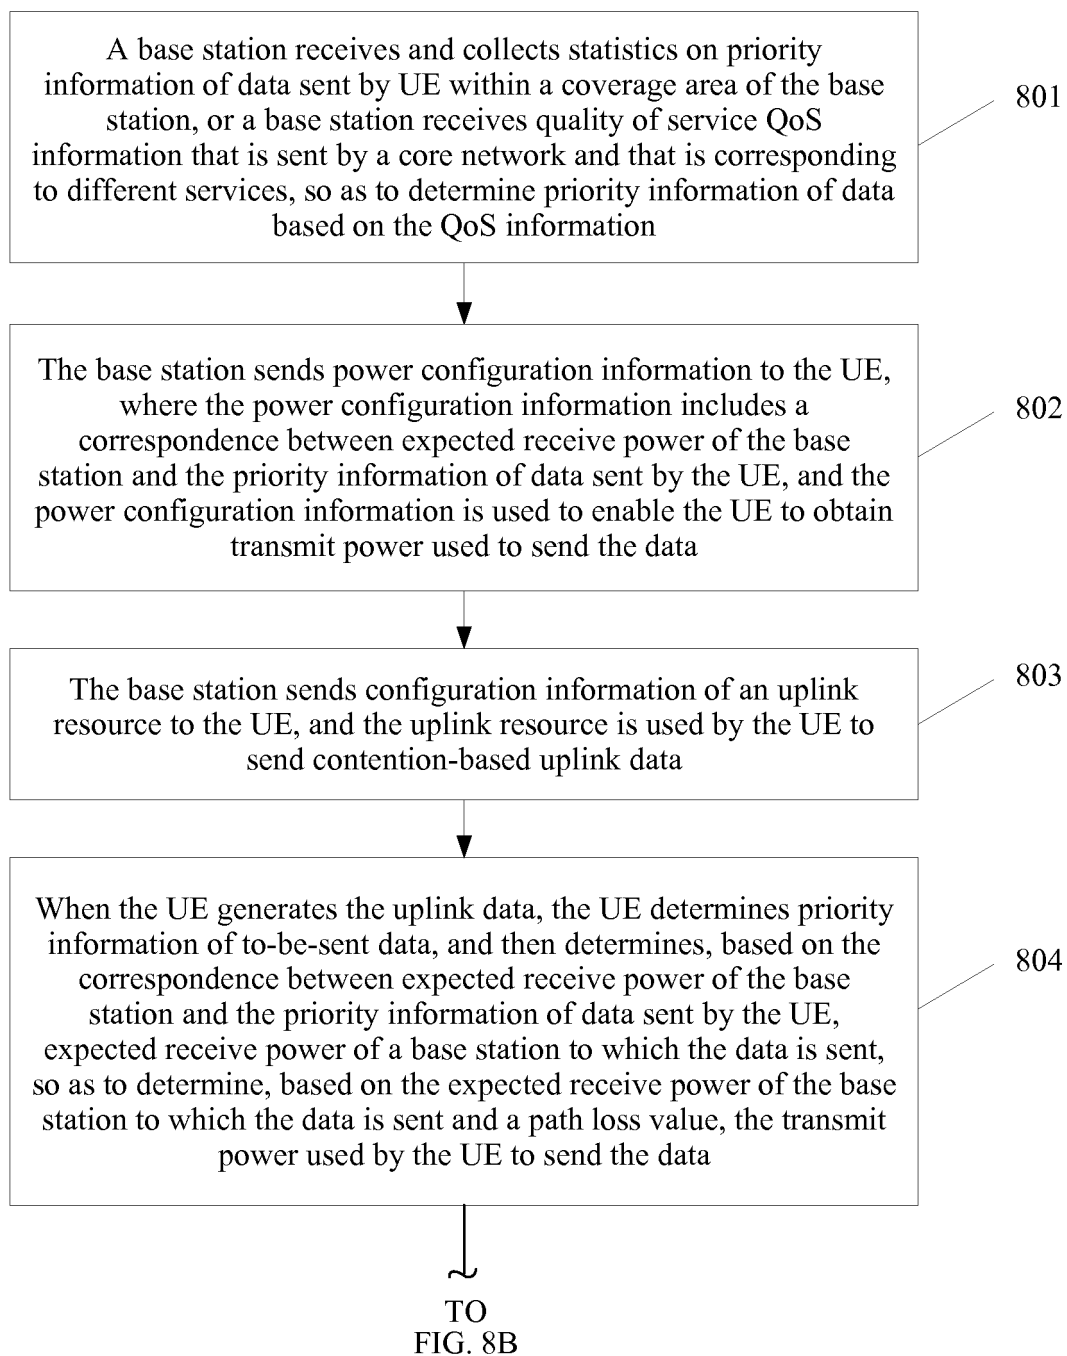 A base station receives and collects statistics on priority
information of data sent by UE within a coverage area of the base
station, or a base station receives quality of service QoS
information that is sent by a core network and that is corresponding
to different services, so as to determine priority information of data
based on the QoS information
801
The base station sends power configuration information to the UE,
where the power configuration information includes a
correspondence between expected receive power of the base
station and the priority information of data sent by the UE, and the
power configuration information is used to enable the UE to obtain
transmit power used to send the data
802
The base station sends configuration information of an uplink
resource to the UE, and the uplink resource is used by the UE to
send contention-based uplink data
803
When the UE generates the uplink data, the UE determines priority
information of to-be-sent data, and then determines, based on the
correspondence between expected receive power of the base
station and the priority information of data sent by the UE,
expected receive power of a base station to which the data is sent,
so as to determine, based on the expected receive power of the base
station to which the data is sent and a path loss value, the transmit
power used by the UE to send the data
804
TO
FIG. 8B